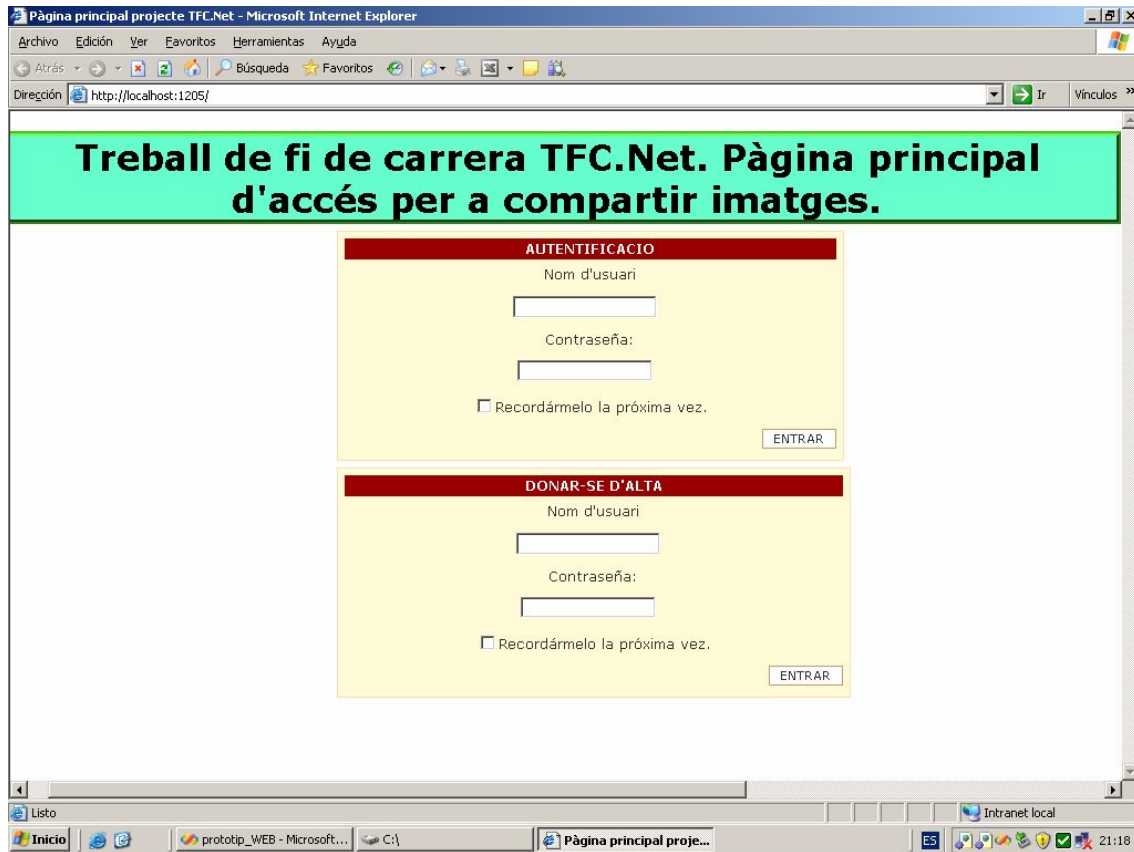 Pàgina principal projecte TFC.Net - Microsoft Internet Explorer
Archivo Edición Ver Favoritos Herramientas Ayuda
Atrás Búsqueda Favoritos
Dirección http://localhost:1205/ Ir Vínculos »
Treball de fi de carrera TFC.Net. Pàgina principal
d'accés per a compartir imatges.
AUTENTIFICACIO
Nom d'usuari
Contraseña:
Recordármelo la próxima vez.
ENTRAR
DONAR-SE D'ALTA
Nom d'usuari
Contraseña:
Recordármelo la próxima vez.
ENTRAR
Listo Intranet local
Inicio prototip_WEB - Microsoft... C:\ Pàgina principal proje... ES 21:18